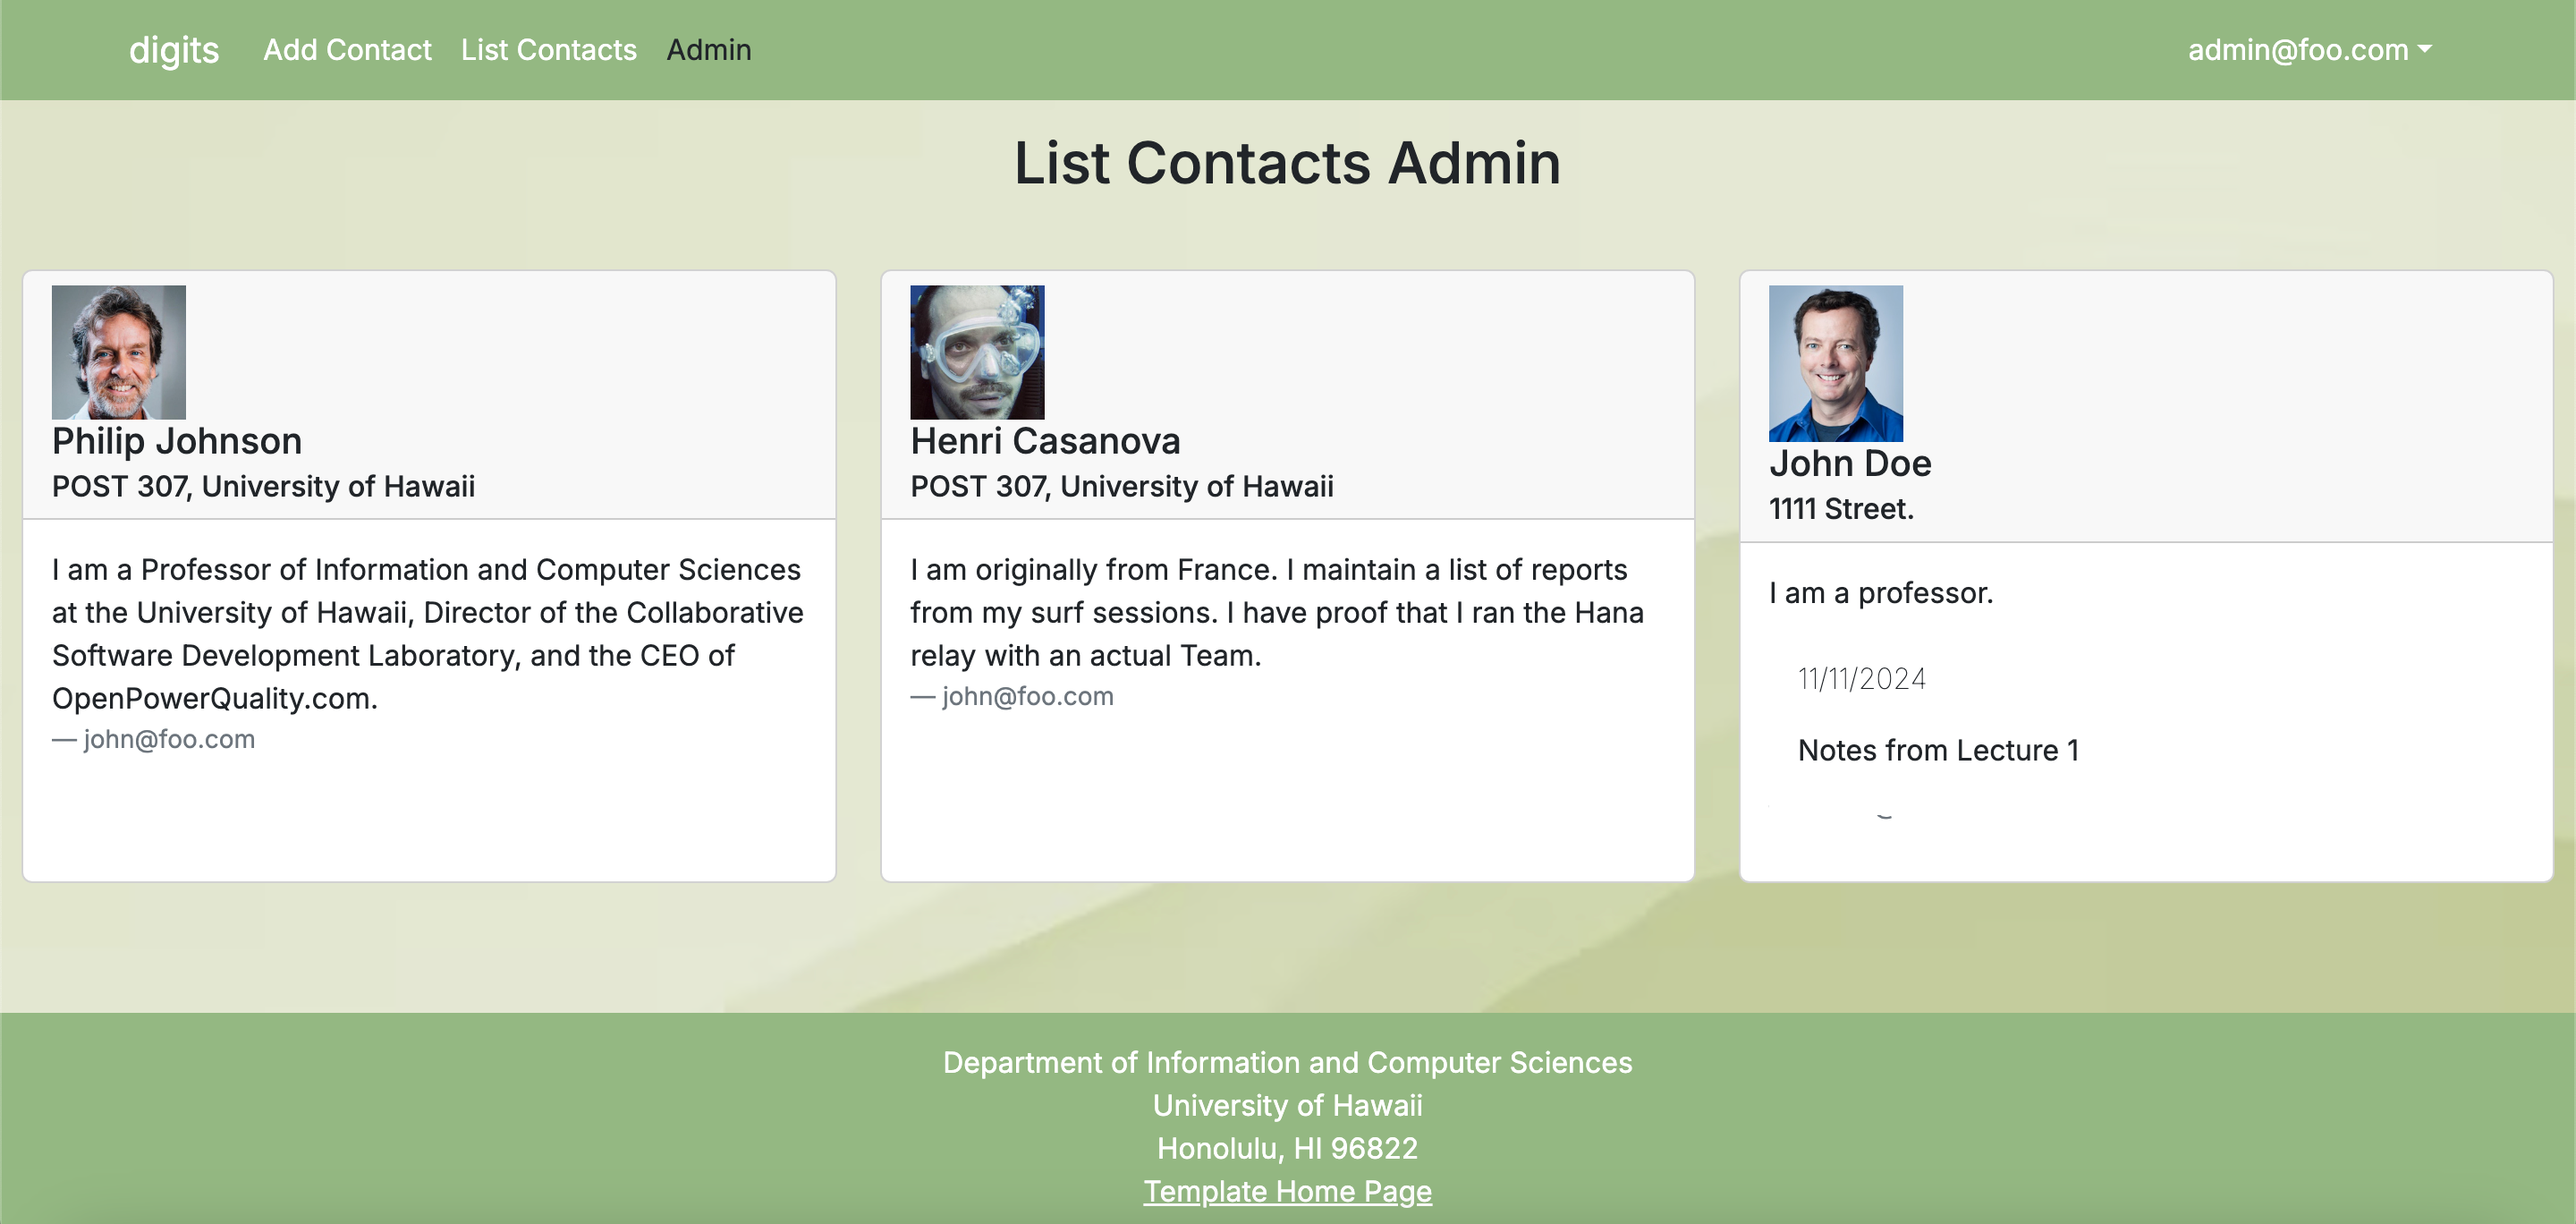 digits Add Contact List Contacts Admin admin@foo.com
List Contacts Admin
Philip Johnson
POST 307, University of Hawaii
I am a Professor of Information and Computer Sciences
at the University of Hawaii, Director of the Collaborative
Software Development Laboratory, and the CEO of
OpenPowerQuality.com.
— john@foo.com
Henri Casanova
POST 307, University of Hawaii
I am originally from France. I maintain a list of reports
from my surf sessions. I have proof that I ran the Hana
relay with an actual Team.
— john@foo.com
John Doe
1111 Street.
I am a professor.
11/11/2024
Notes from Lecture 1
Department of Information and Computer Sciences
University of Hawaii
Honolulu, HI 96822
Template Home Page